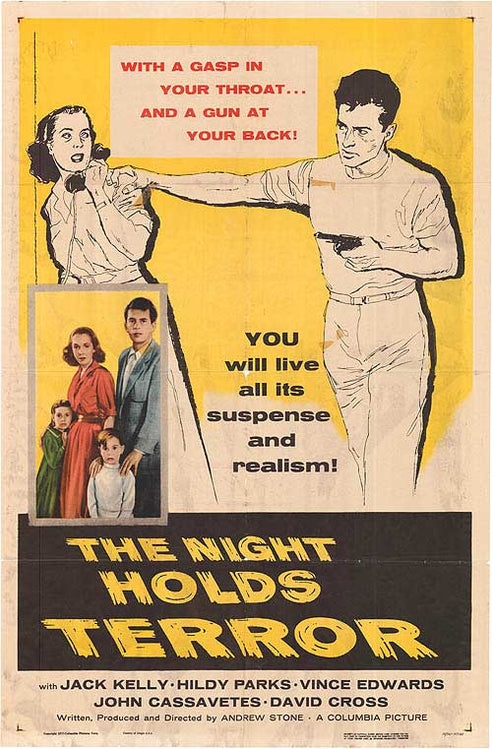 WITH A GASP IN
YOUR THROAT...
AND A GUN AT
YOUR BACK!
YOU
will live
all its
suspense
and
realism!
THE NIGHT
HOLDS
TERROR
with JACK KELLY · HILDY PARKS · VINCE EDWARDS
JOHN CASSAVETES · DAVID CROSS
Written, Produced and Directed by ANDREW STONE · A COLUMBIA PICTURE